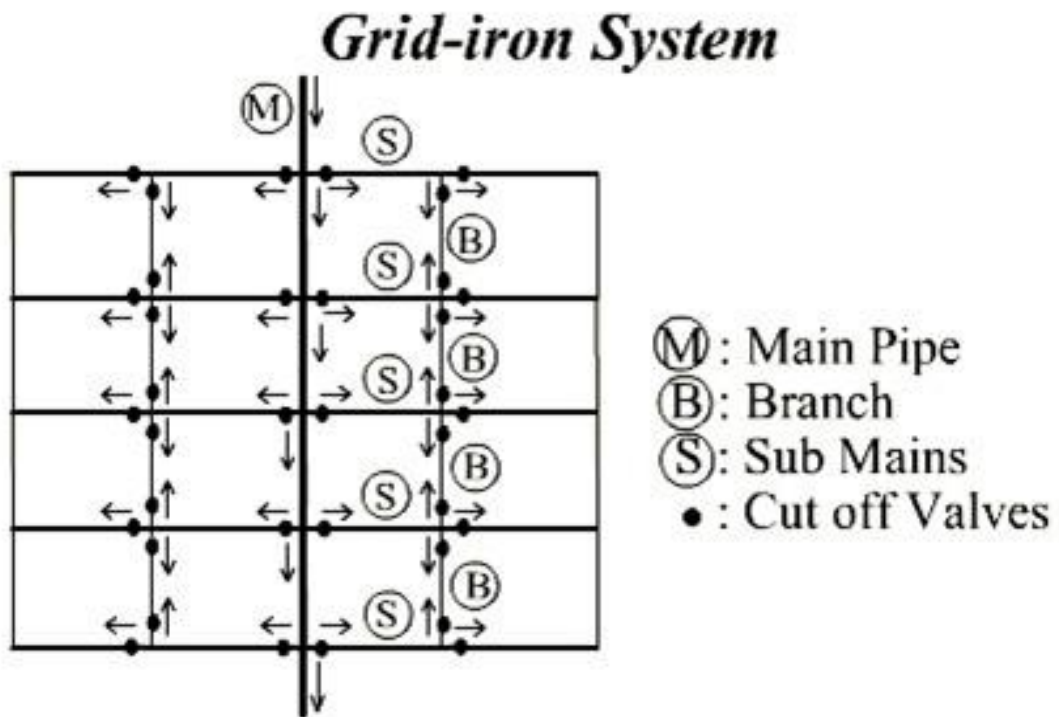 Grid-iron System
M
S
B
S
B
S
B
S
B
S
M : Main Pipe
B : Branch
S : Sub Mains
• : Cut off Valves